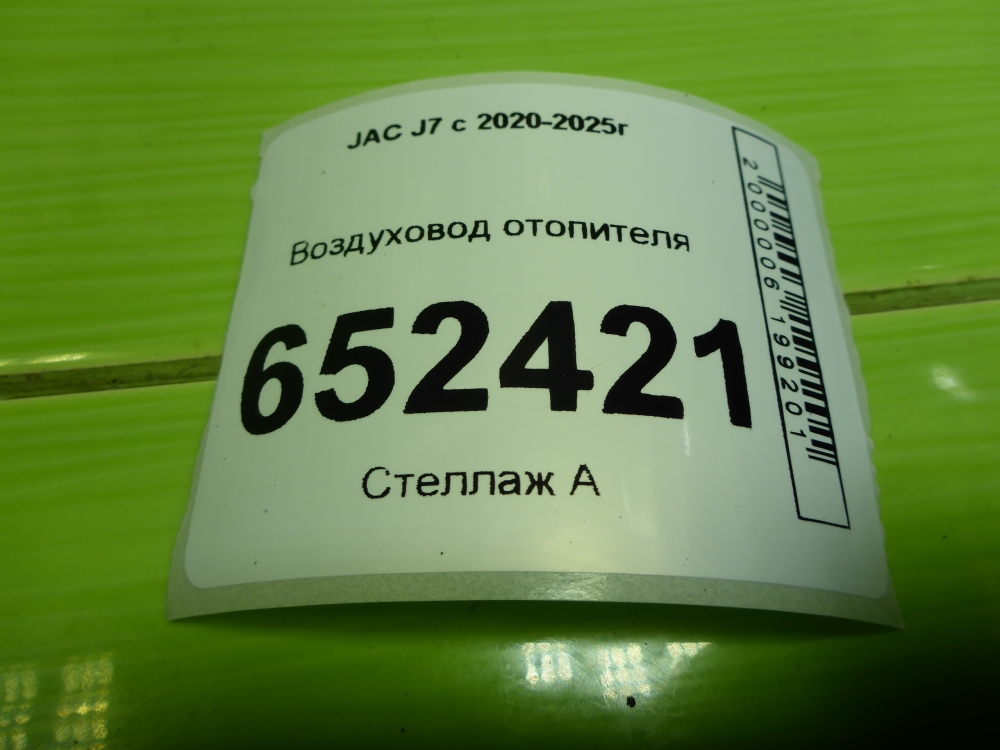 JAC J7 с 2020-2025г
Воздуховод отопителя
652421
Стеллаж А
2000006199201